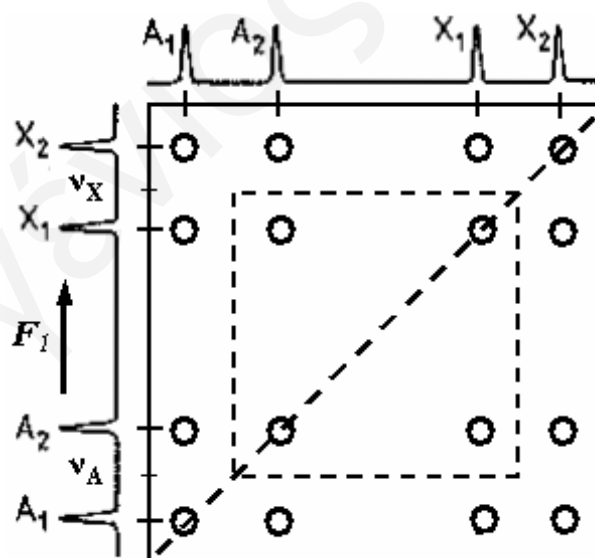 A₁ A₂ X₁ X₂
X₂
νX
X₁
F₁
A₂
νA
A₁